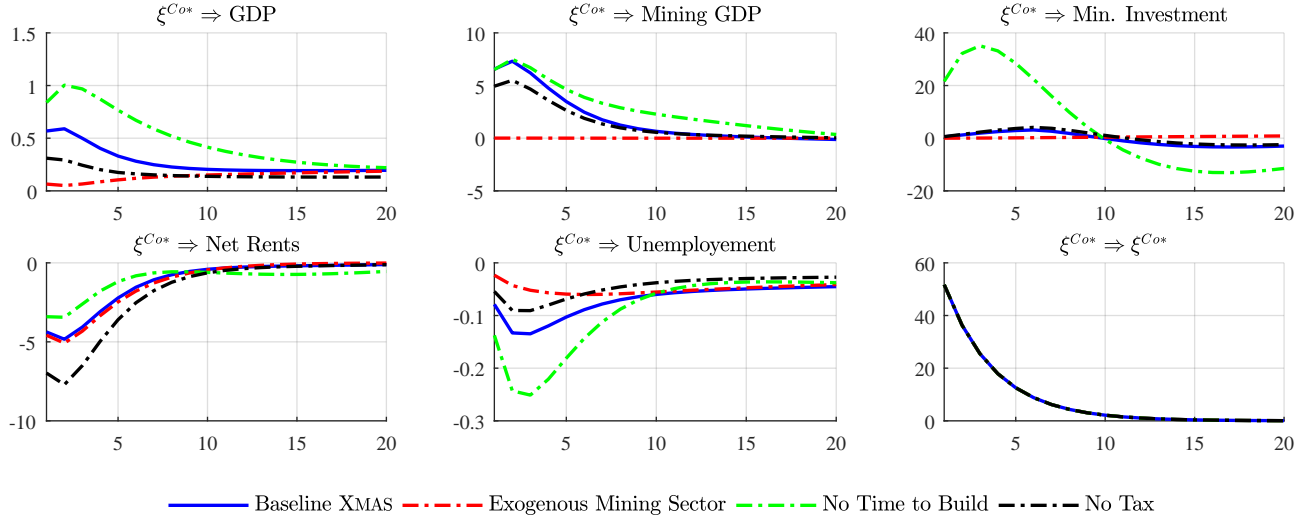 ξ^{Co*} ⇒ GDP
1.5
1
0.5
0
5 10 15 20
ξ^{Co*} ⇒ Mining GDP
10
5
0
-5
5 10 15 20
ξ^{Co*} ⇒ Min. Investment
40
20
0
-20
5 10 15 20
ξ^{Co*} ⇒ Net Rents
0
-5
-10
5 10 15 20
ξ^{Co*} ⇒ Unemployement
0
-0.1
-0.2
-0.3
5 10 15 20
ξ^{Co*} ⇒ ξ^{Co*}
60
40
20
0
5 10 15 20
Baseline XMAS Exogenous Mining Sector No Time to Build No Tax